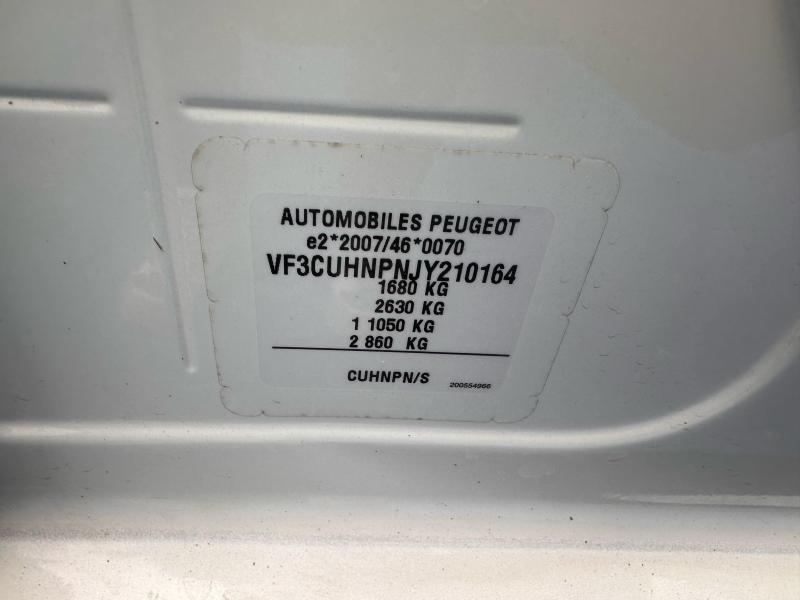 AUTOMOBILES PEUGEOT
e2*2007/46*0070
VF3CUHNPNJY210164
1680 KG
2630 KG
1 1050 KG
2 860 KG
CUHNPN/S
200554966